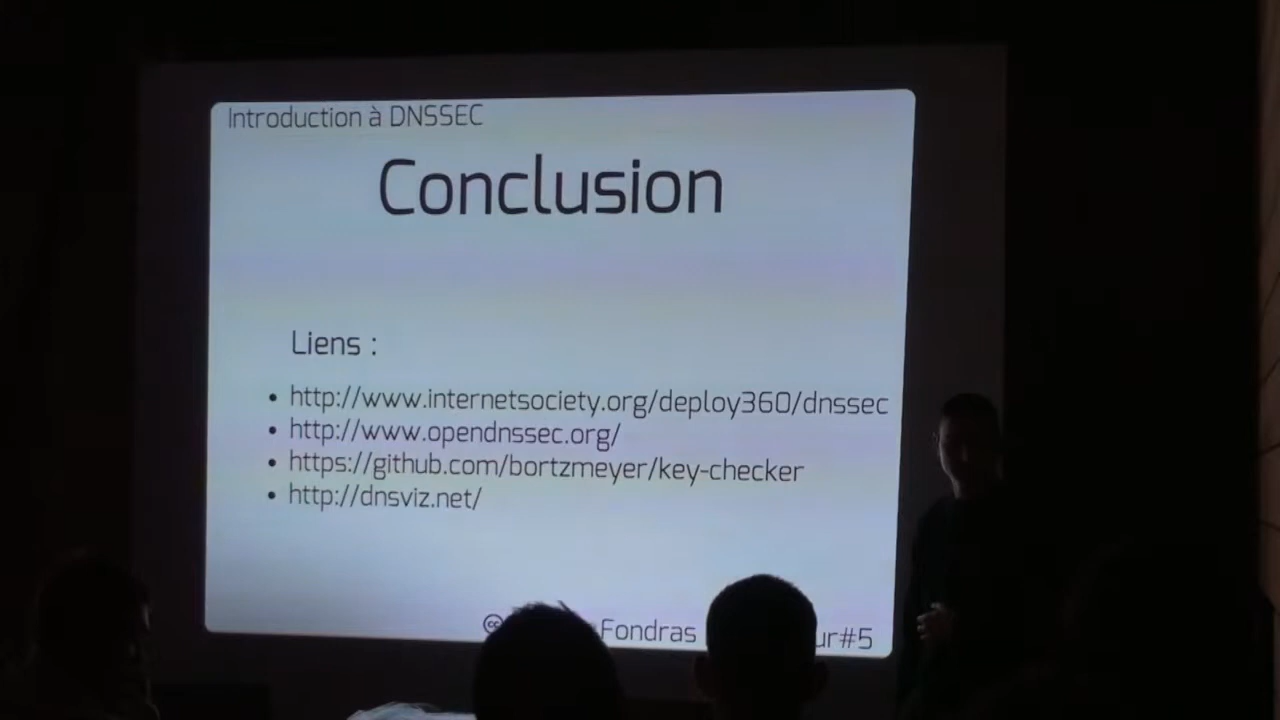 Introduction à DNSSEC
Conclusion
Liens :
• http://www.internetsociety.org/deploy360/dnssec
• http://www.opendnssec.org/
• https://github.com/bortzmeyer/key-checker
• http://dnsviz.net/
Fondras